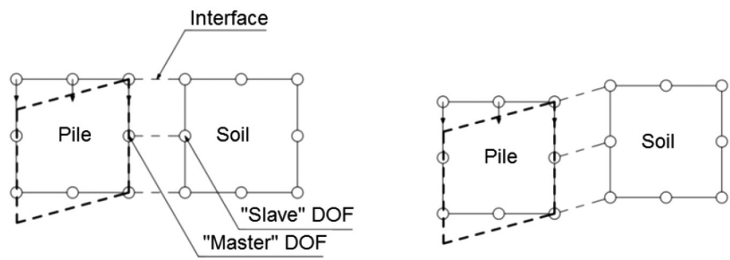 Interface
Pile
Soil
"Slave" DOF
"Master" DOF
Pile
Soil